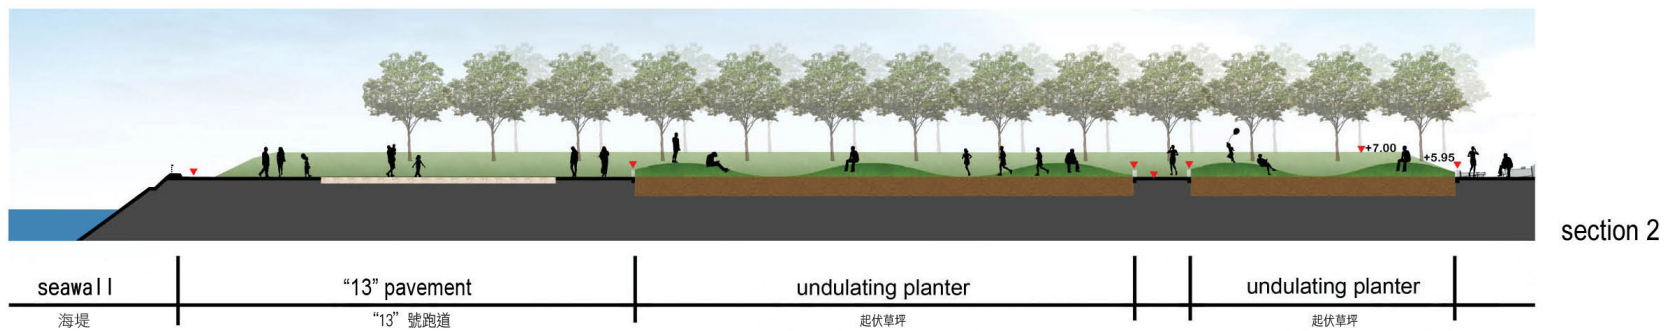 +7.00
+5.95
section 2
seawall
“13” pavement
undulating planter
undulating planter
海堤
“13” 號跑道
起伏草坪
起伏草坪